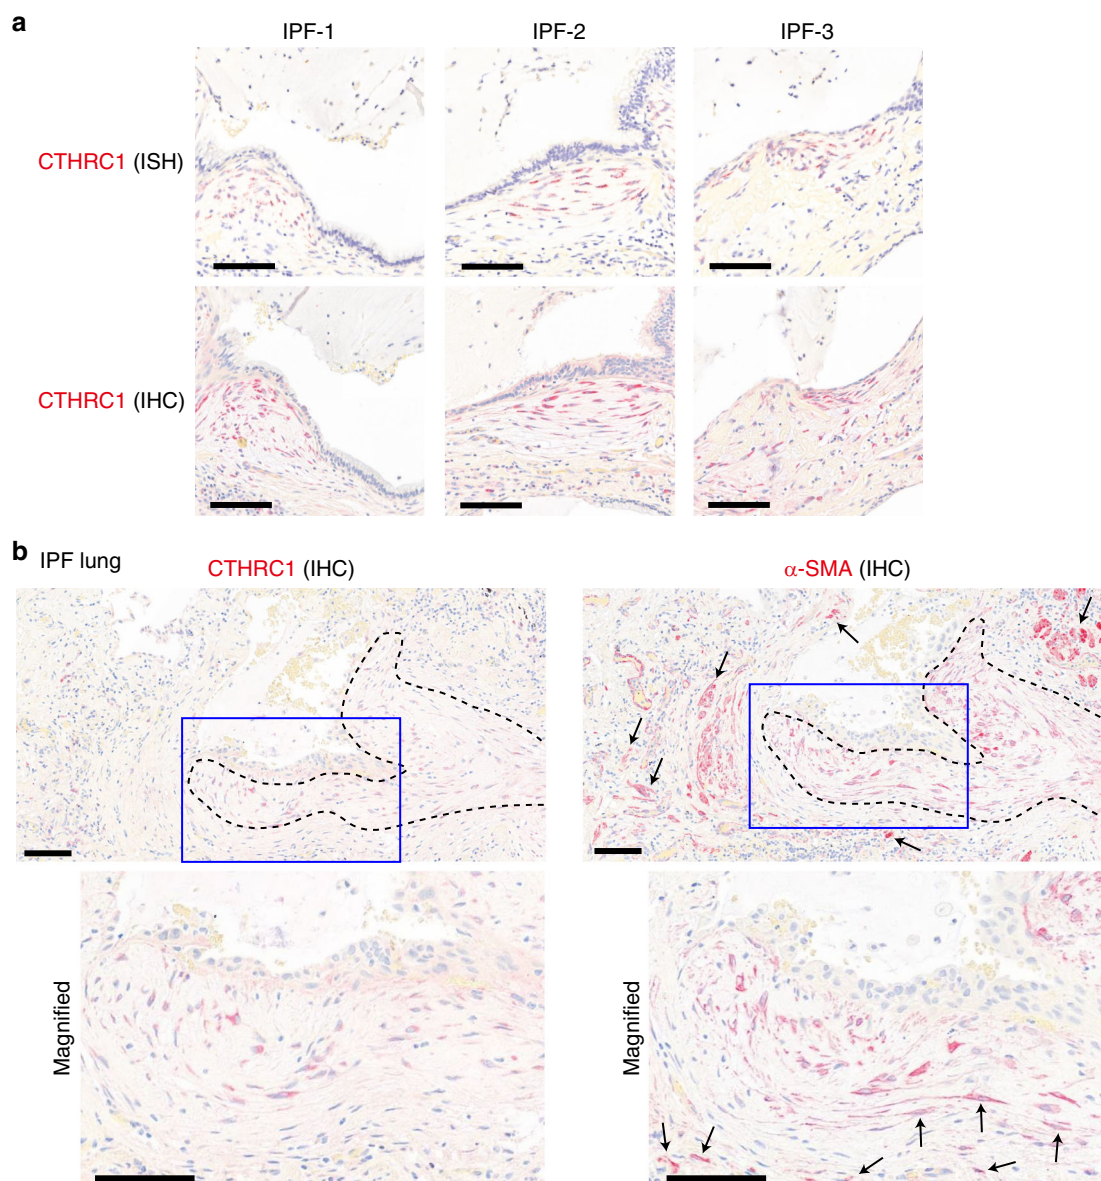 a
IPF-1 IPF-2 IPF-3
CTHRC1 (ISH)
CTHRC1 (IHC)
b IPF lung
CTHRC1 (IHC) α-SMA (IHC)
Magnified Magnified